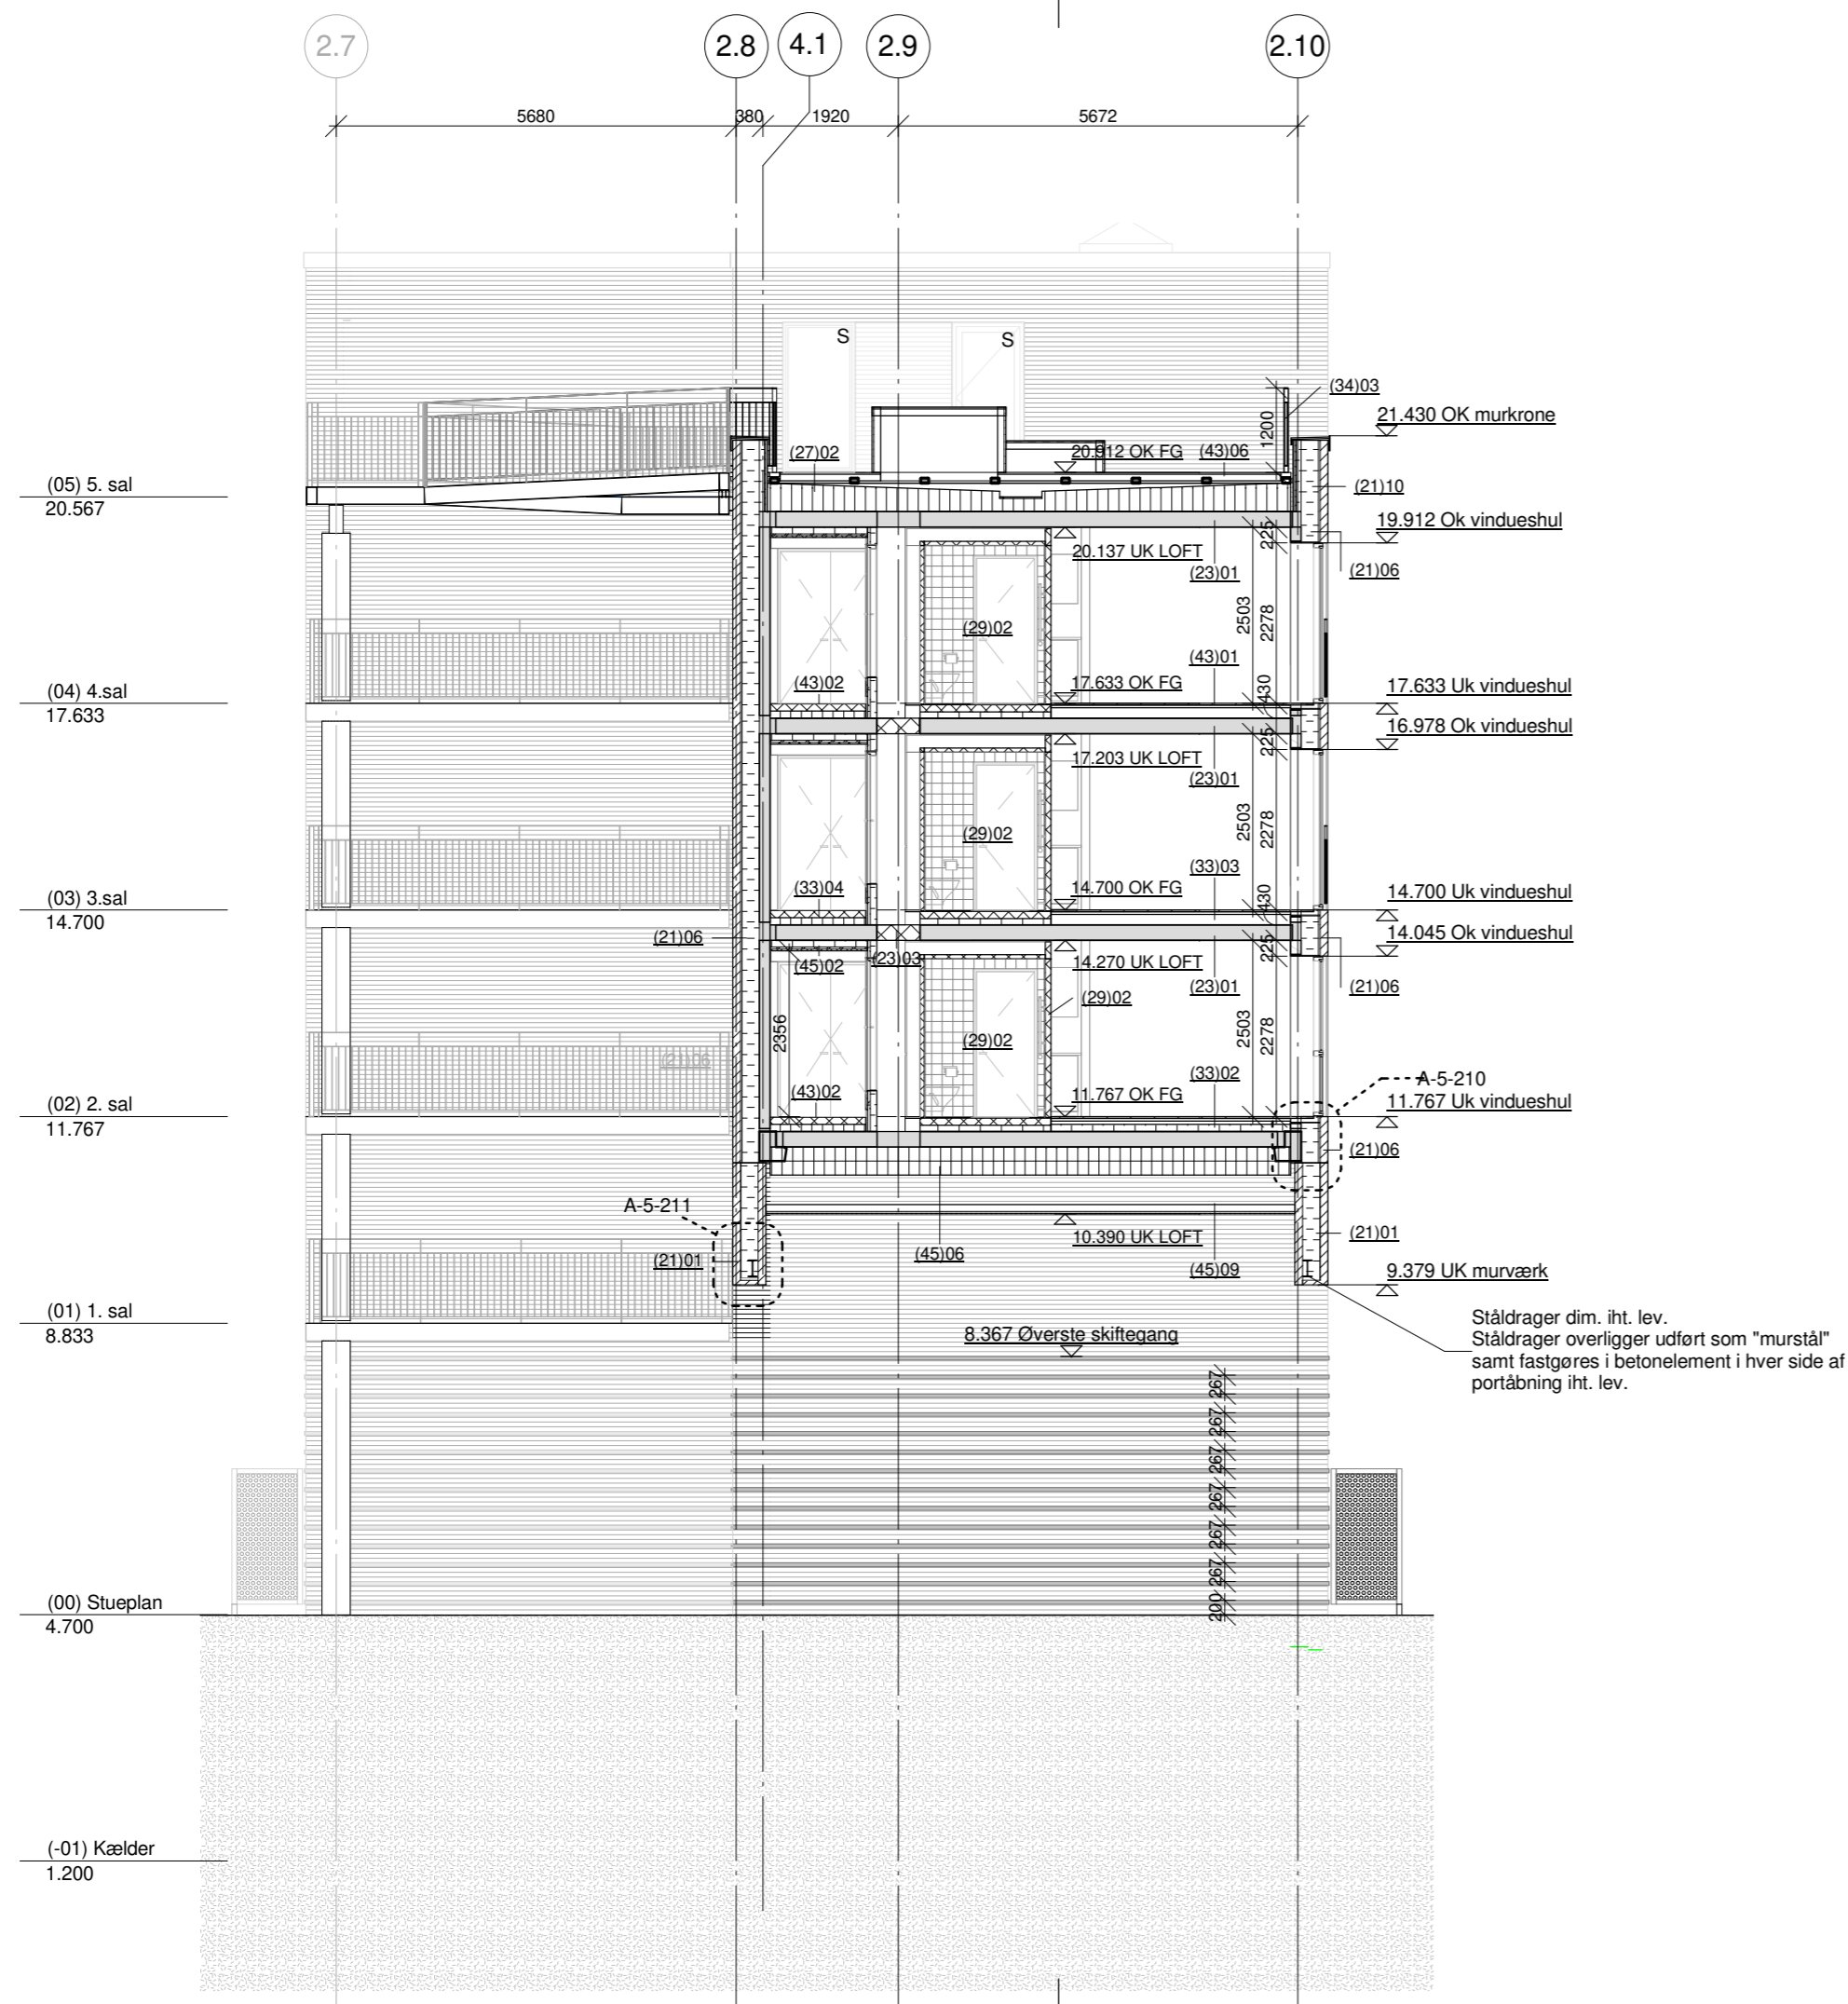 2.7
2.8
4.1
2.9
2.10
5680
380
1920
5672
S
S
(34)03
1200
21.430 OK murkrone
(27)02
20.912 OK FG
(43)06
(05) 5. sal
20.567
(21)10
19.912 Ok vindueshul
225
20.137 UK LOFT
(23)01
(21)06
2503
2278
(29)02
(43)01
(04) 4.sal
17.633
(43)02
17.633 OK FG
430
17.633 Uk vindueshul
16.978 Ok vindueshul
225
17.203 UK LOFT
(23)01
2503
2278
(29)02
(33)03
(03) 3.sal
14.700
(33)04
14.700 OK FG
430
14.700 Uk vindueshul
14.045 Ok vindueshul
(21)06
(45)02
(23)03
14.270 UK LOFT
225
(23)01
(21)06
(29)02
2356
2503
2278
(29)02
(21)06
(33)02
A-5-210
(02) 2. sal
11.767
(43)02
11.767 OK FG
11.767 Uk vindueshul
(21)06
A-5-211
10.390 UK LOFT
(21)01
(21)01
(45)06
(45)09
9.379 UK murværk
(01) 1. sal
8.833
8.367 Øverste skiftegang
Ståldrager dim. iht. lev.
Ståldrager overligger udført som "murstål"
samt fastgøres i betonelement i hver side af
portåbning iht. lev.
267
267
267
267
267
267
200
(00) Stueplan
4.700
(-01) Kælder
1.200